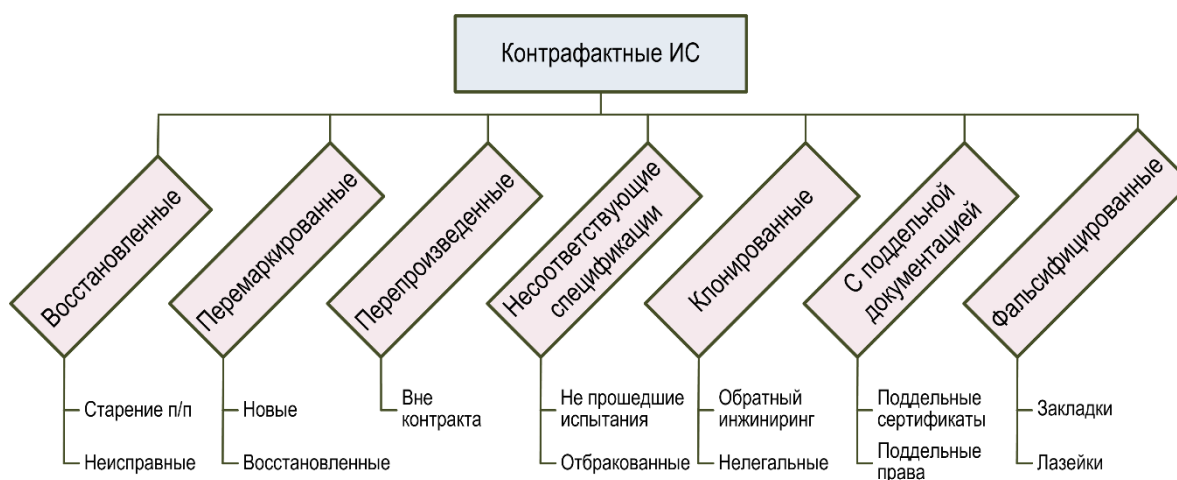 Контрафактные ИС
Восстановленные
Перемаркированные
Перепроизведенные
Несоответствующие
спецификации
Клонированные
С поддельной
документацией
Фальсифицированные
Старение п/п
Неисправные
Новые
Восстановленные
Вне
контракта
Не прошедшие
испытания
Отбракованные
Обратный
инжиниринг
Нелегальные
Поддельные
сертификаты
Поддельные
права
Закладки
Лазейки